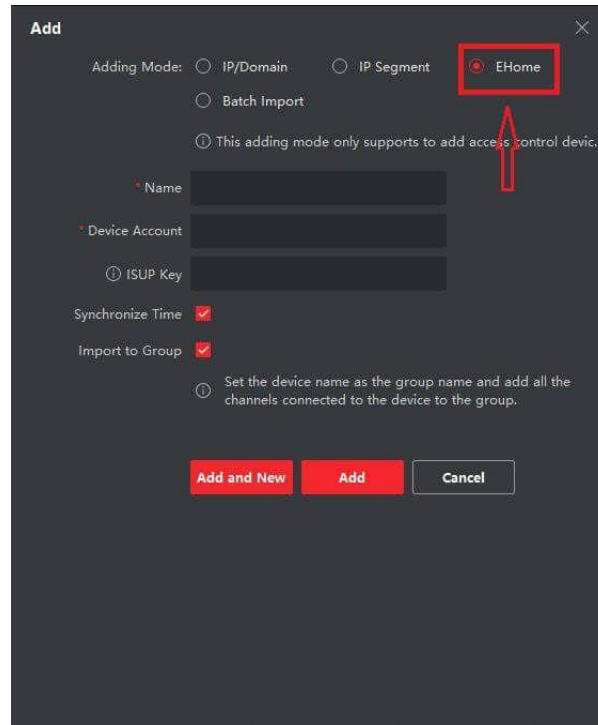 Add
Adding Mode: IP/Domain IP Segment EHome
Batch Import
This adding mode only supports to add access control devic.
* Name
* Device Account
ISUP Key
Synchronize Time
Import to Group
Set the device name as the group name and add all the
channels connected to the device to the group.
Add and New Add Cancel